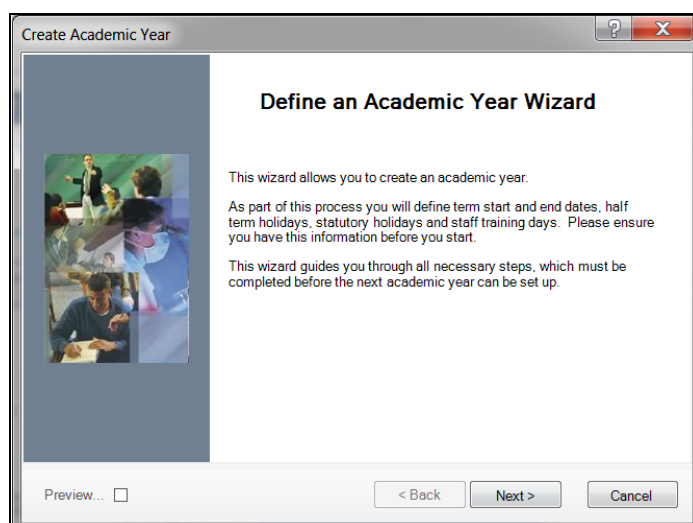 Create Academic Year
? X
Define an Academic Year Wizard
This wizard allows you to create an academic year.
As part of this process you will define term start and end dates, half
term holidays, statutory holidays and staff training days. Please ensure
you have this information before you start.
This wizard guides you through all necessary steps, which must be
completed before the next academic year can be set up.
Preview... < Back Next > Cancel